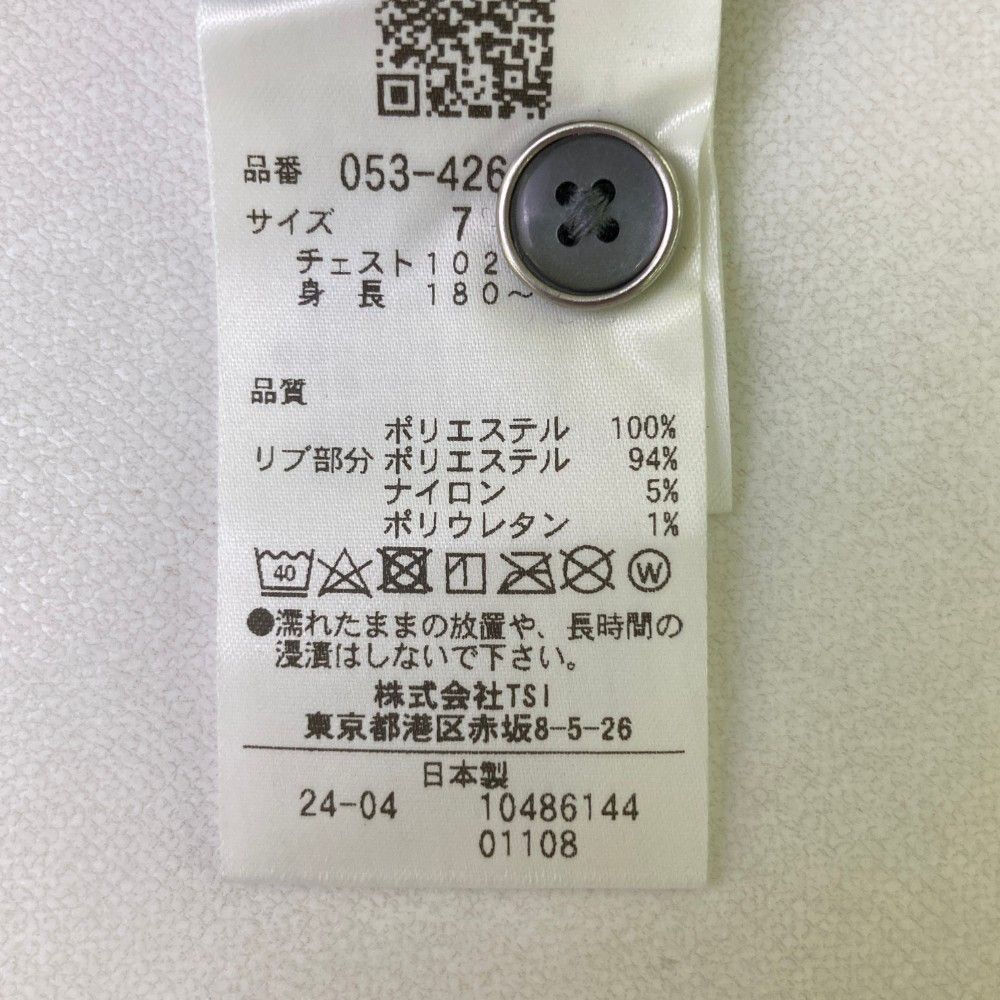 品番 053-426
サイズ 7
チェスト 102
身長 180～
品質
ポリエステル 100%
リブ部分 ポリエステル 94%
ナイロン 5%
ポリウレタン 1%
40 W
●濡れたままの放置や、長時間の
浸漬はしないで下さい。
株式会社TSI
東京都港区赤坂8-5-26
日本製
24-04 10486144
01108